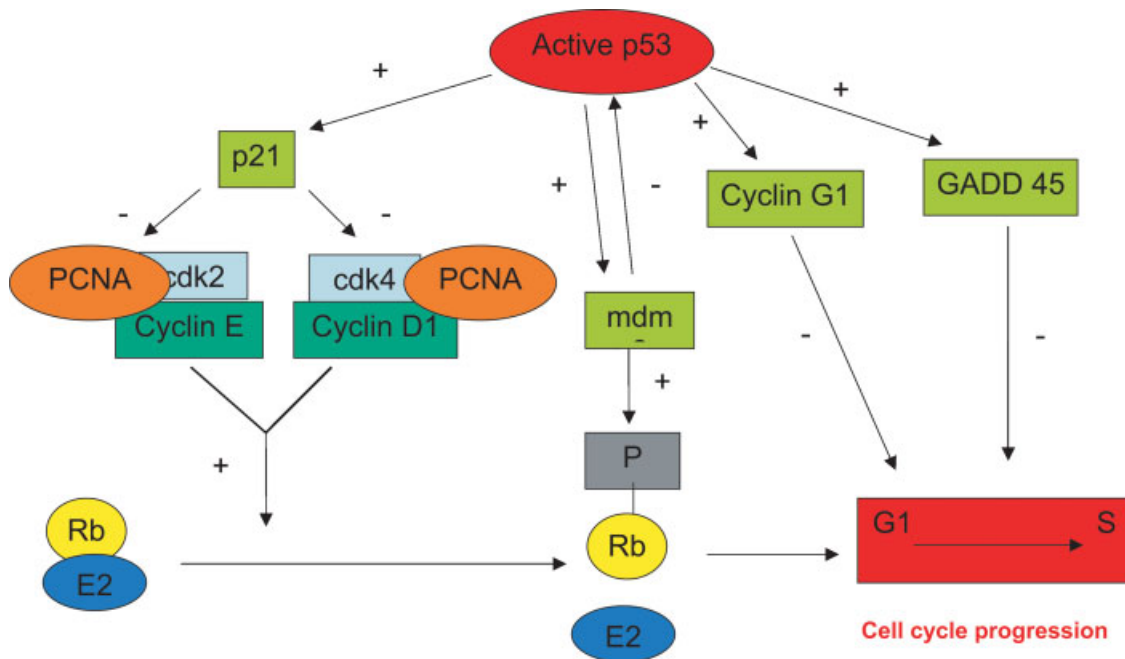 Active p53
+
+
p21
+
+
-
Cyclin G1
GADD 45
-
-
PCNA
cdk2
cdk4
PCNA
Cyclin E
Cyclin D1
mdm
-
-
+
+
P
Rb
E2
Rb
E2
G1
S
Cell cycle progression